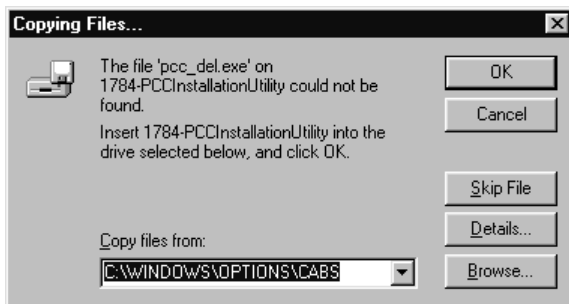 Copying Files...
The file 'pcc_del.exe' on
1784-PCCInstallationUtility could not be
found.
Insert 1784-PCCInstallationUtility into the
drive selected below, and click OK.
Copy files from:
C:\WINDOWS\OPTIONS\CABS
OK
Cancel
Skip File
Details...
Browse...